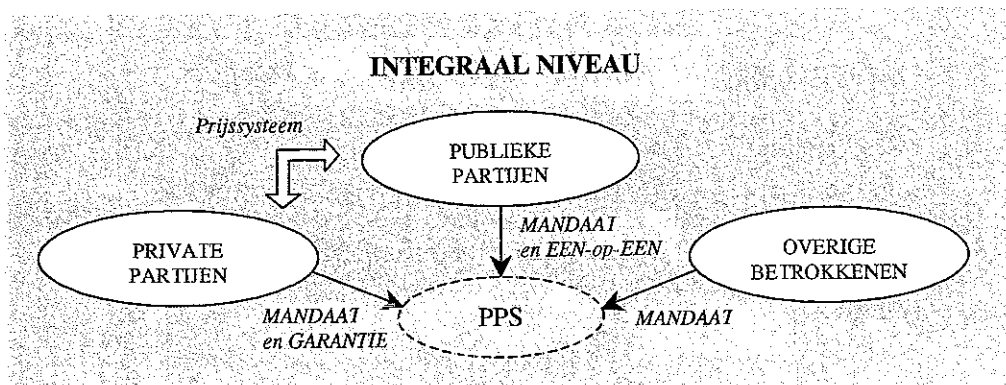 INTEGRAAL NIVEAU
Prijssysteem
PUBLIEKE
PARTIJEN
MANDAAT
en EEN-op-EEN
PRIVATE
PARTIJEN
OVERIGE
BETROKKENEN
MANDAAT
en GARANTIE
PPS
MANDAAT